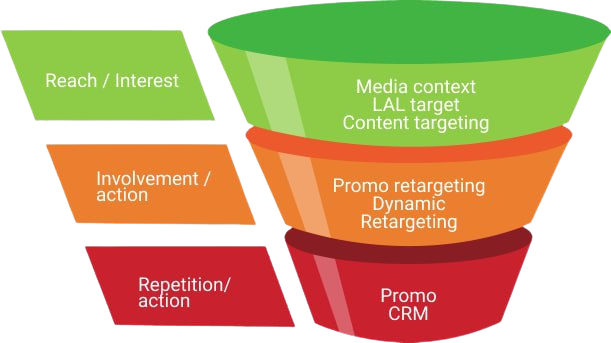 Reach / Interest
Media context
LAL target
Content targeting
Involvement /
action
Promo retargeting
Dynamic
Retargeting
Repetition/
action
Promo
CRM